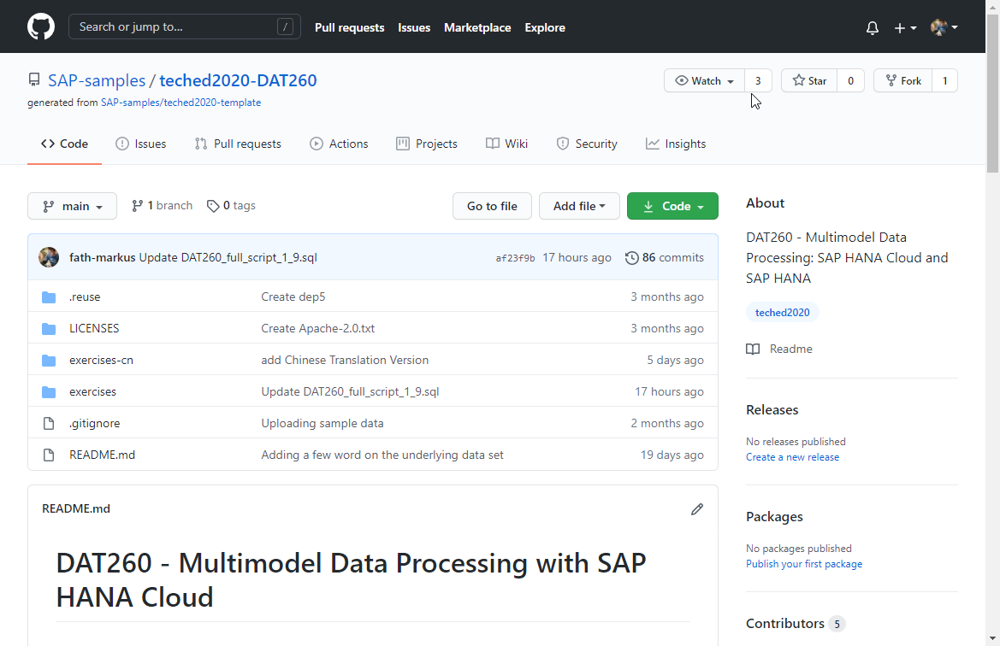 Search or jump to... / Pull requests Issues Marketplace Explore
SAP-samples / teched2020-DAT260 Watch 3 Star 0 Fork 1
generated from SAP-samples/teched2020-template
Code Issues Pull requests Actions Projects Wiki Security Insights
main 1 branch 0 tags Go to file Add file Code
fath-markus Update DAT260_full_script_1_9.sql af23f9b 17 hours ago 86 commits
.reuse Create dep5 3 months ago
LICENSES Create Apache-2.0.txt 3 months ago
exercises-cn add Chinese Translation Version 5 days ago
exercises Update DAT260_full_script_1_9.sql 17 hours ago
.gitignore Uploading sample data 2 months ago
README.md Adding a few word on the underlying data set 19 days ago
README.md
DAT260 - Multimodel Data Processing with SAP
HANA Cloud
About
DAT260 - Multimodel Data
Processing: SAP HANA Cloud and
SAP HANA
teched2020
Readme
Releases
No releases published
Create a new release
Packages
No packages published
Publish your first package
Contributors 5